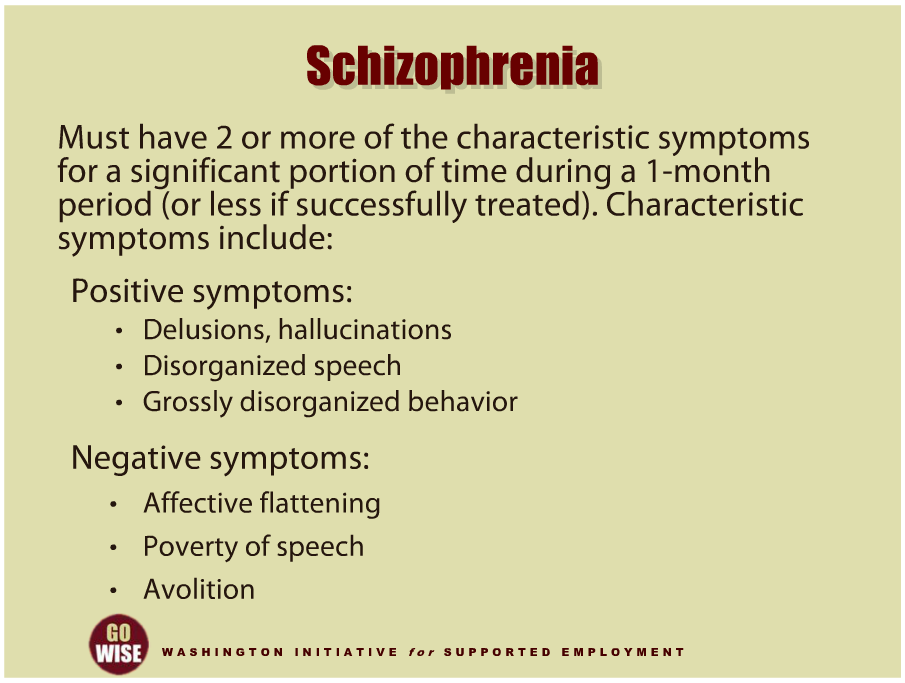 Schizophrenia
Must have 2 or more of the characteristic symptoms
for a significant portion of time during a 1-month
period (or less if successfully treated). Characteristic
symptoms include:
Positive symptoms:
• Delusions, hallucinations
• Disorganized speech
• Grossly disorganized behavior
Negative symptoms:
• Affective flattening
• Poverty of speech
• Avolition
GO
WISE
WASHINGTON INITIATIVE for SUPPORTED EMPLOYMENT